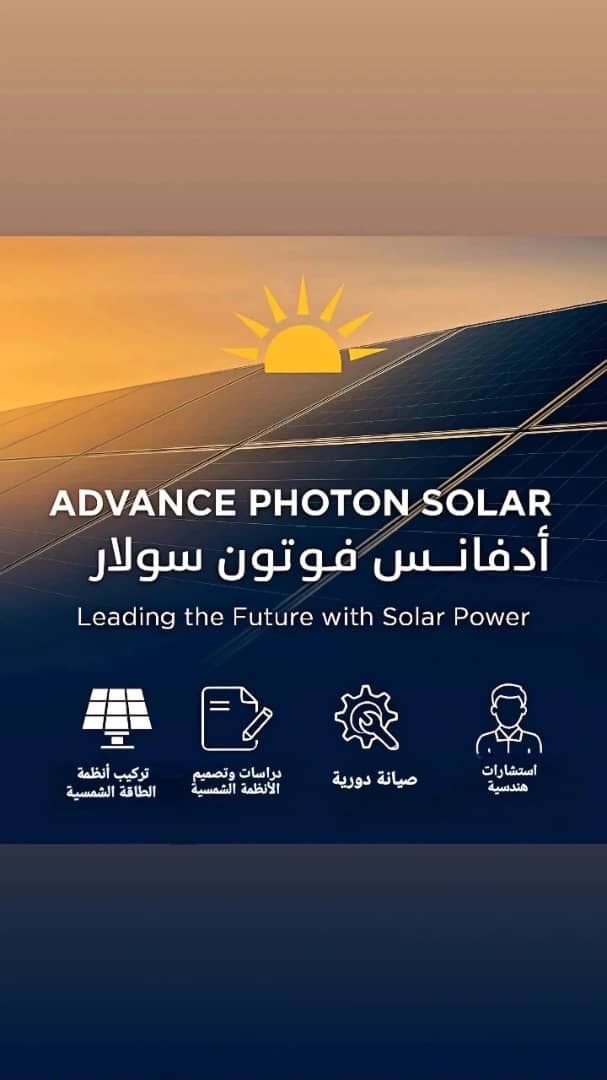 ADVANCE PHOTON SOLAR
أدفانــس فوتون سولار
Leading the Future with Solar Power
استشارات
هندسية
صيانة دورية
دراسات وتصميم
الأنظمة الشمسية
تركيب أنظمة
الطاقة الشمسية